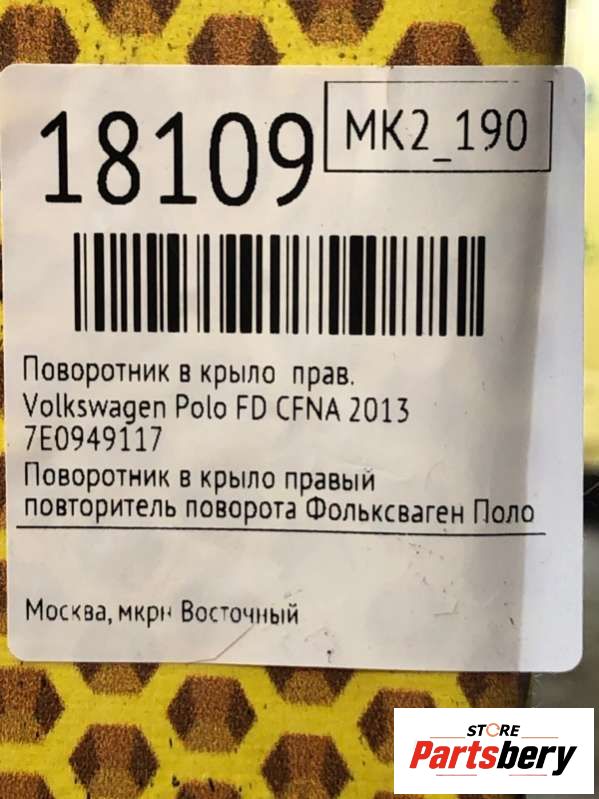 18109
MK2_190
Поворотник в крыло прав.
Volkswagen Polo FD CFNA 2013
7E0949117
Поворотник в крыло правый
повторитель поворота Фольксваген Поло
Москва, мкрн Восточный
STORE
Partsbery